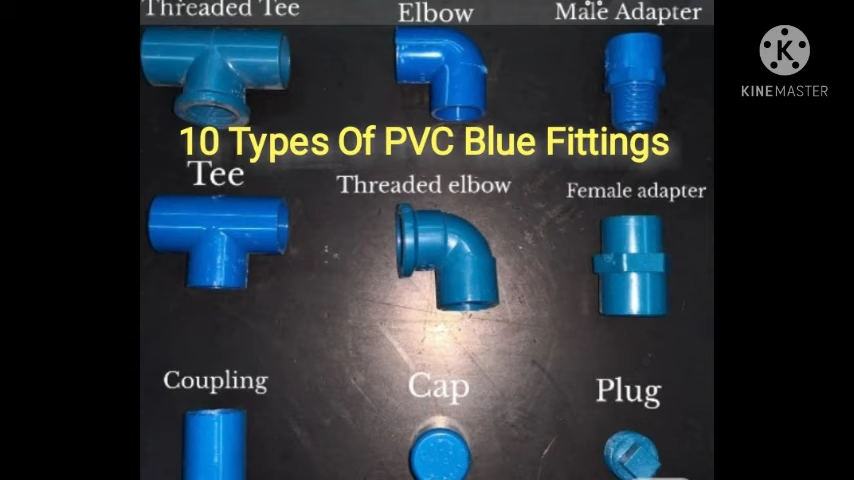 Threaded Tee
Elbow
Male Adapter
K
KINEMASTER
10 Types Of PVC Blue Fittings
Tee
Threaded elbow
Female adapter
Coupling
Cap
Plug